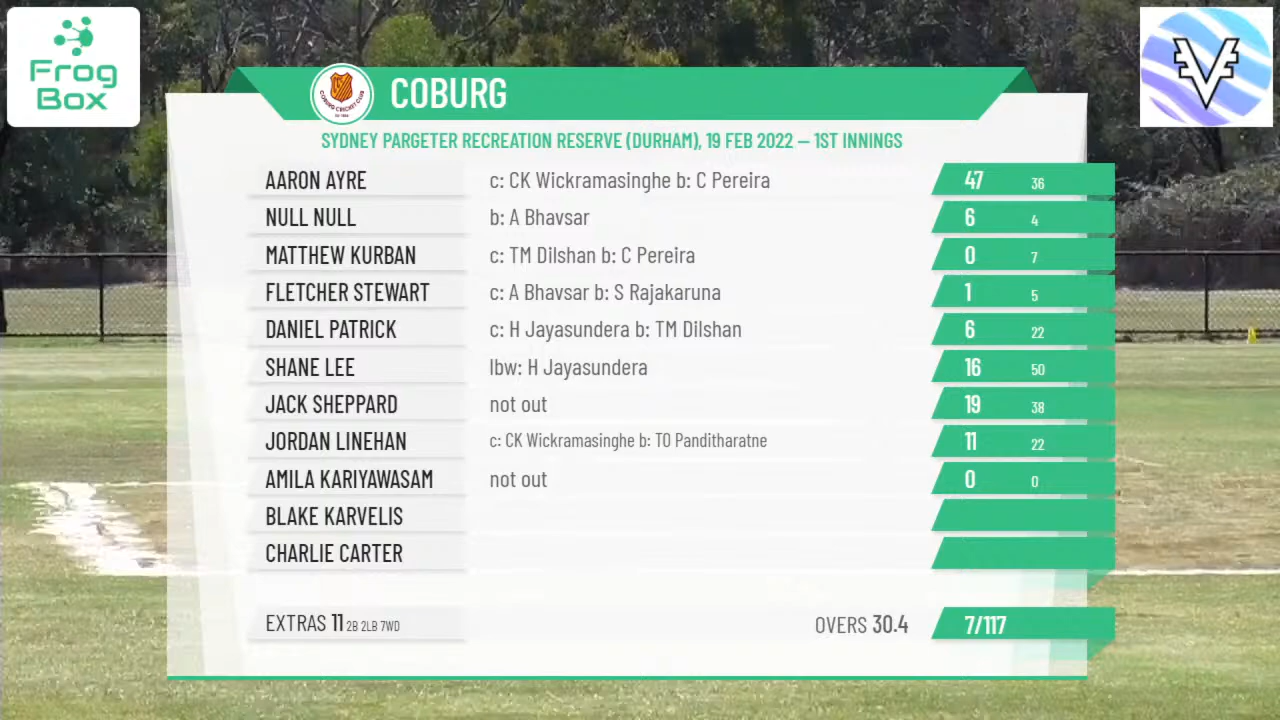 Frog
Box
COBURG
SYDNEY PARGETER RECREATION RESERVE (DURHAM), 19 FEB 2022 – 1ST INNINGS
AARON AYRE c: CK Wickramasinghe b: C Pereira 47 36
NULL NULL b: A Bhavsar 6 4
MATTHEW KURBAN c: TM Dilshan b: C Pereira 0 7
FLETCHER STEWART c: A Bhavsar b: S Rajakaruna 1 5
DANIEL PATRICK c: H Jayasundera b: TM Dilshan 6 22
SHANE LEE lbw: H Jayasundera 16 50
JACK SHEPPARD not out 19 38
JORDAN LINEHAN c: CK Wickramasinghe b: TO Panditharatne 11 22
AMILA KARIYAWASAM not out 0 0
BLAKE KARVELIS
CHARLIE CARTER
EXTRAS 11 2B 2LB 7WD OVERS 30.4 7/117